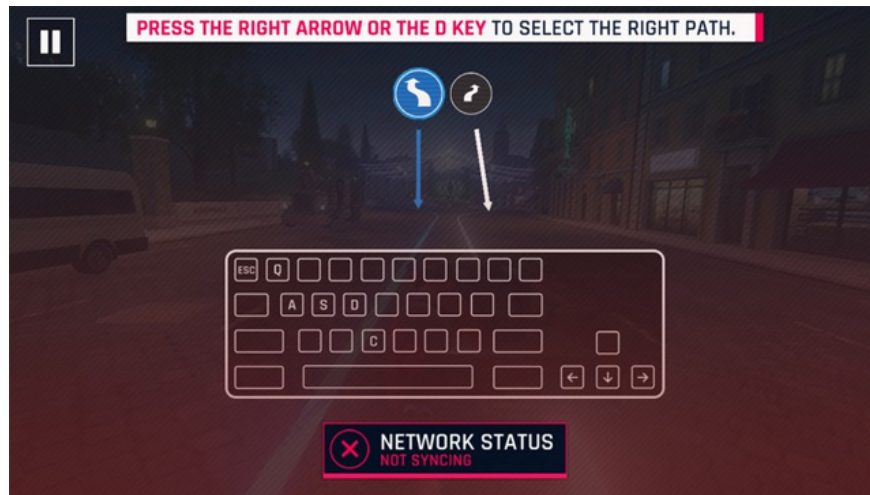 PRESS THE RIGHT ARROW OR THE D KEY TO SELECT THE RIGHT PATH.
ESC Q
A S D
C
← ↓ →
NETWORK STATUS
NOT SYNCING